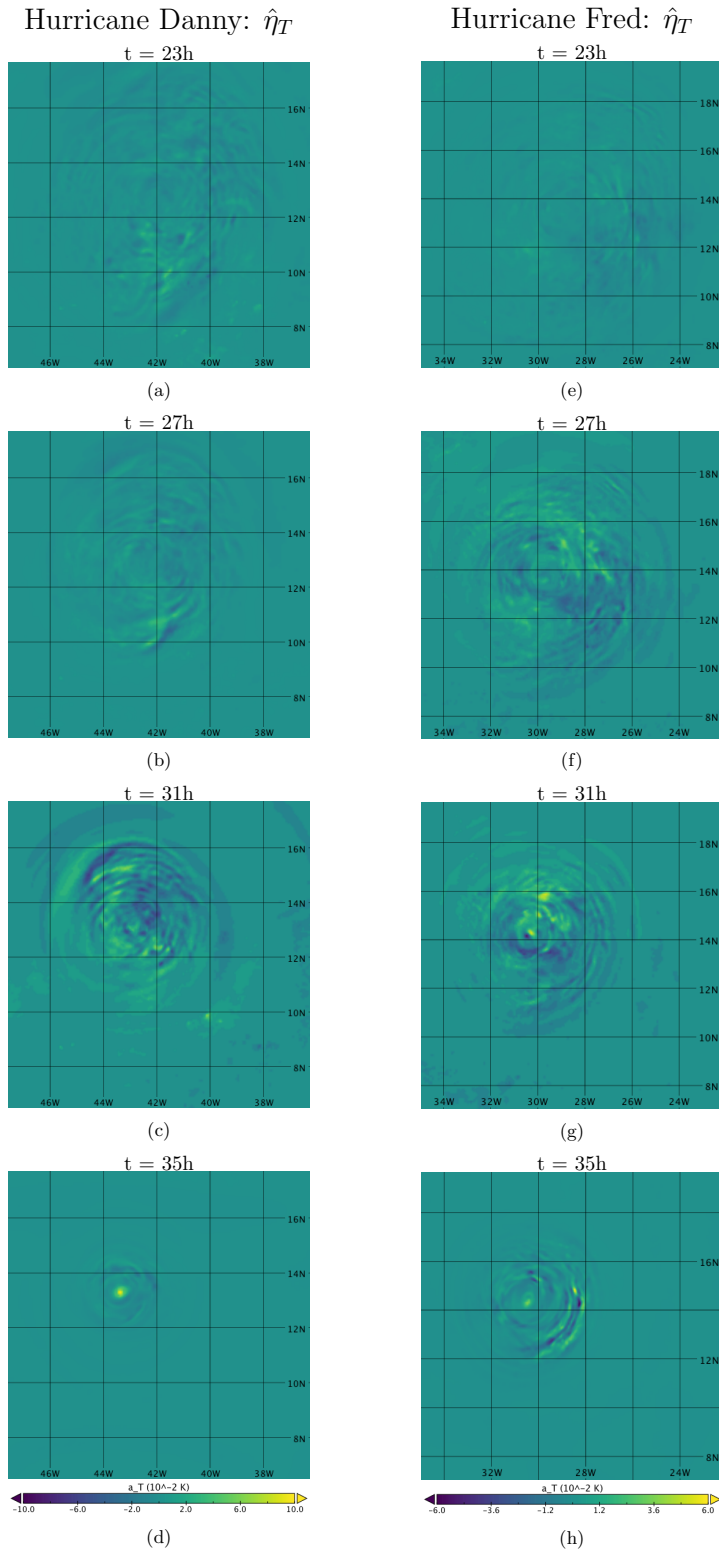 Hurricane Danny: η̂_T
t = 23h
16N
14N
12N
10N
8N
46W 44W 42W 40W 38W
(a)
t = 27h
16N
14N
12N
10N
8N
46W 44W 42W 40W 38W
(b)
t = 31h
16N
14N
12N
10N
8N
46W 44W 42W 40W 38W
(c)
t = 35h
16N
14N
12N
10N
8N
46W 44W 42W 40W 38W
a_T (10^-2 K)
-10.0 -6.0 -2.0 2.0 6.0 10.0
(d)
Hurricane Fred: η̂_T
t = 23h
18N
16N
14N
12N
10N
8N
34W 32W 30W 28W 26W 24W
(e)
t = 27h
18N
16N
14N
12N
10N
8N
34W 32W 30W 28W 26W 24W
(f)
t = 31h
18N
16N
14N
12N
10N
8N
34W 32W 30W 28W 26W 24W
(g)
t = 35h
16N
12N
8N
32W 28W 24W
a_T (10^-2 K)
-6.0 -3.6 -1.2 1.2 3.6 6.0
(h)